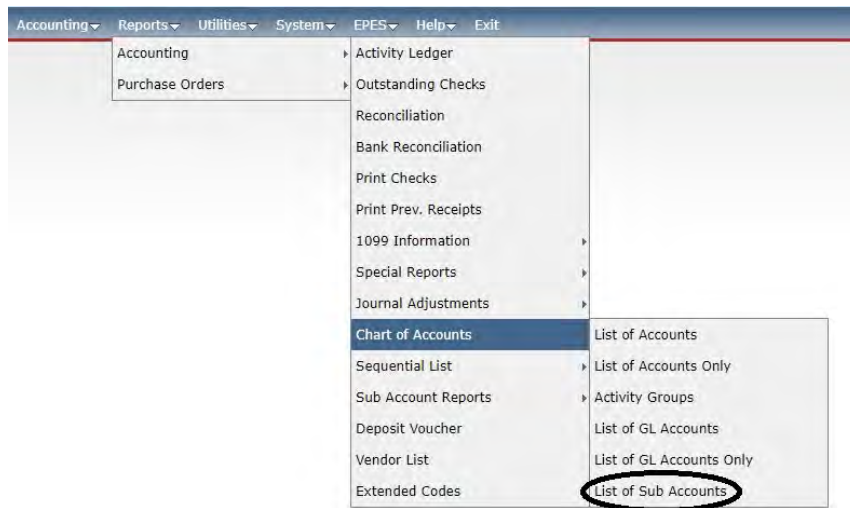 Accounting Reports Utilities System EPES Help Exit
Accounting
Purchase Orders
Activity Ledger
Outstanding Checks
Reconciliation
Bank Reconciliation
Print Checks
Print Prev. Receipts
1099 Information
Special Reports
Journal Adjustments
Chart of Accounts
Sequential List
Sub Account Reports
Deposit Voucher
Vendor List
Extended Codes
List of Accounts
List of Accounts Only
Activity Groups
List of GL Accounts
List of GL Accounts Only
List of Sub Accounts